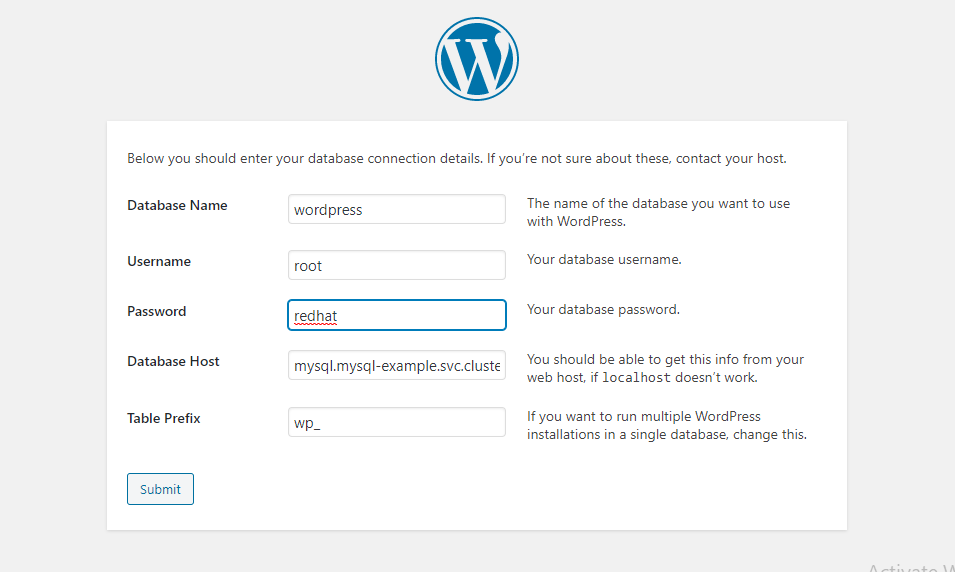 Below you should enter your database connection details. If you’re not sure about these, contact your host.
Database Name
wordpress
The name of the database you want to use
with WordPress.
Username
root
Your database username.
Password
redhat
Your database password.
Database Host
mysql.mysql-example.svc.cluste
You should be able to get this info from your
web host, if localhost doesn’t work.
Table Prefix
wp_
If you want to run multiple WordPress
installations in a single database, change this.
Submit
Activate W